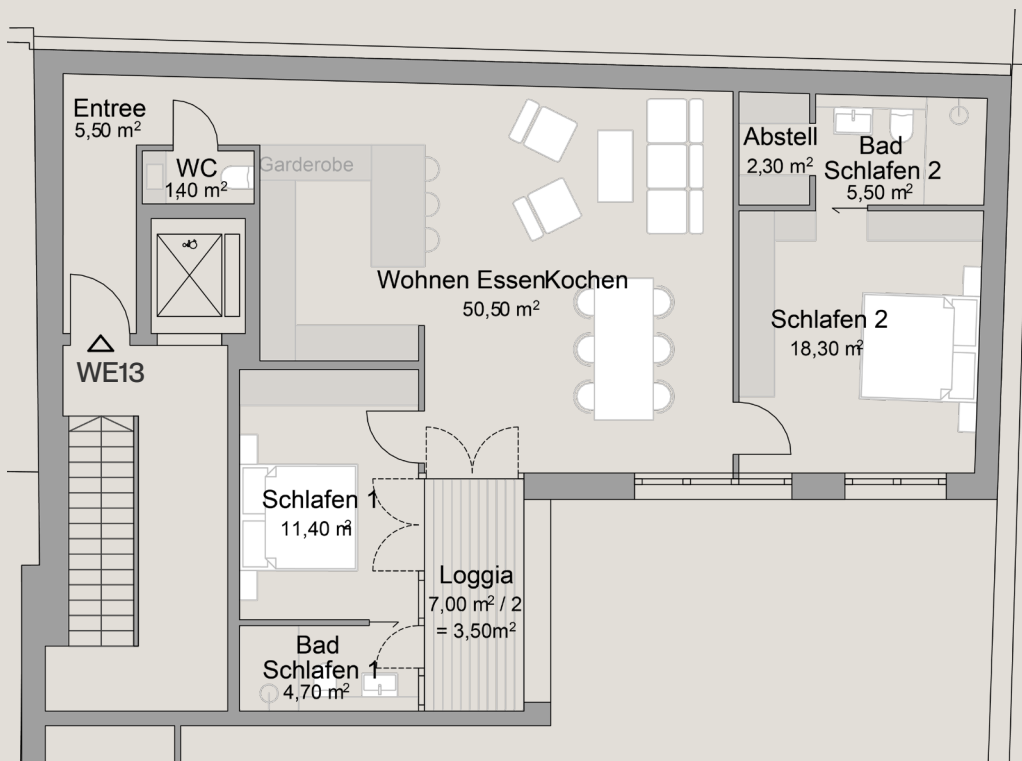 Entree
5,50 m²
WC
1,40 m²
Garderobe
Abstell
2,30 m²
Bad
Schlafen 2
5,50 m²
Wohnen EssenKochen
50,50 m²
Schlafen 2
18,30 m²
WE13
Schlafen 1
11,40 m²
Loggia
7,00 m² / 2
= 3,50m²
Bad
Schlafen 1
4,70 m²